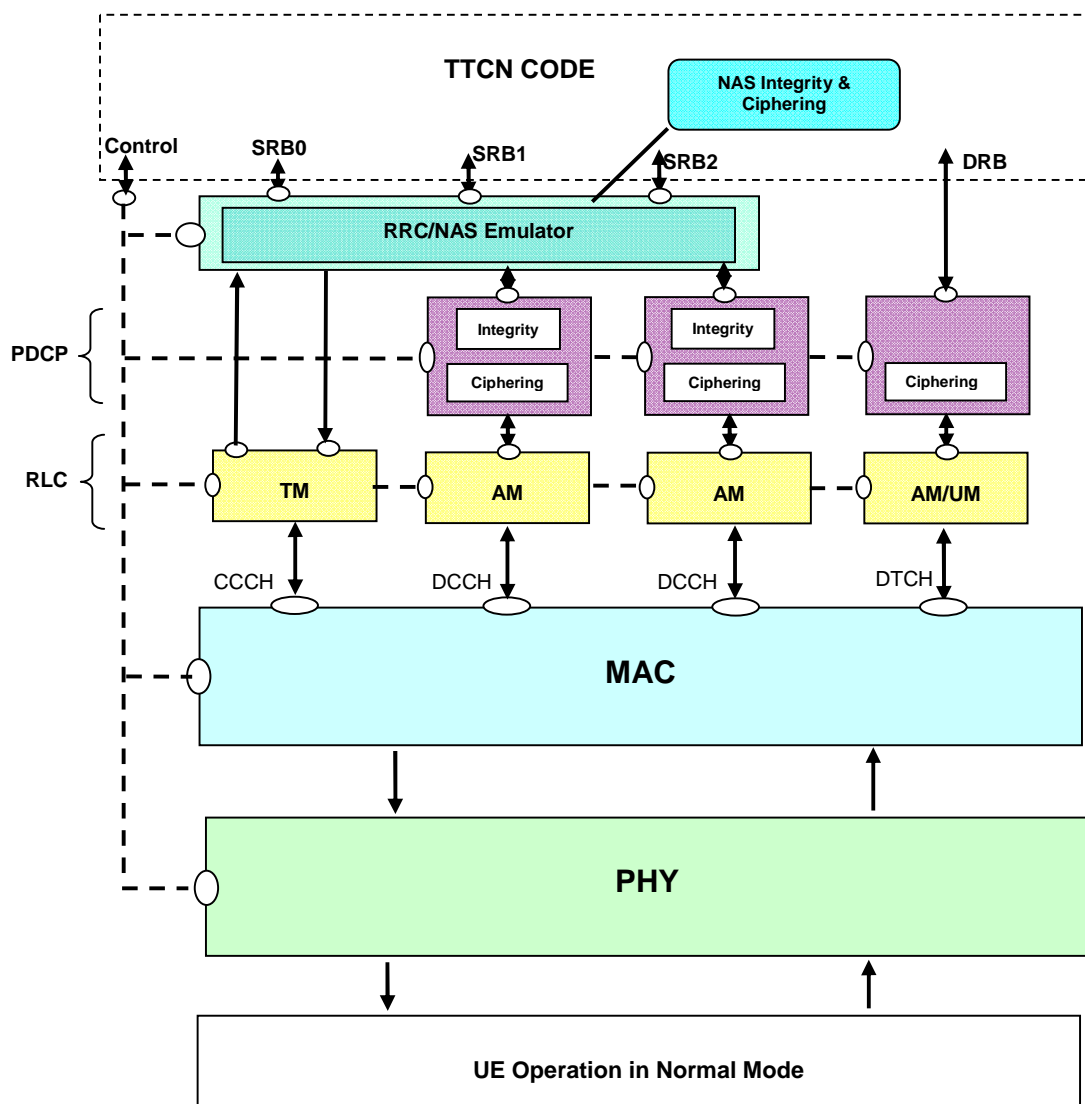 TTCN CODE
NAS Integrity &
Ciphering
Control
SRB0
SRB1
SRB2
DRB
RRC/NAS Emulator
PDCP
Integrity
Ciphering
Integrity
Ciphering
Ciphering
RLC
TM
AM
AM
AM/UM
CCCH
DCCH
DCCH
DTCH
MAC
PHY
UE Operation in Normal Mode